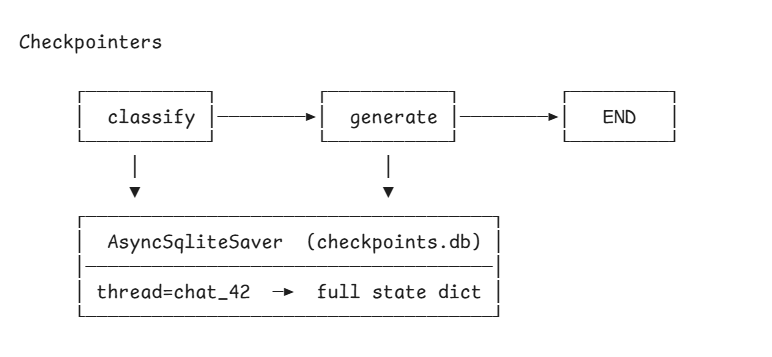 Checkpointers
classify generate END
AsyncSqliteSaver (checkpoints.db)
thread=chat_42 → full state dict